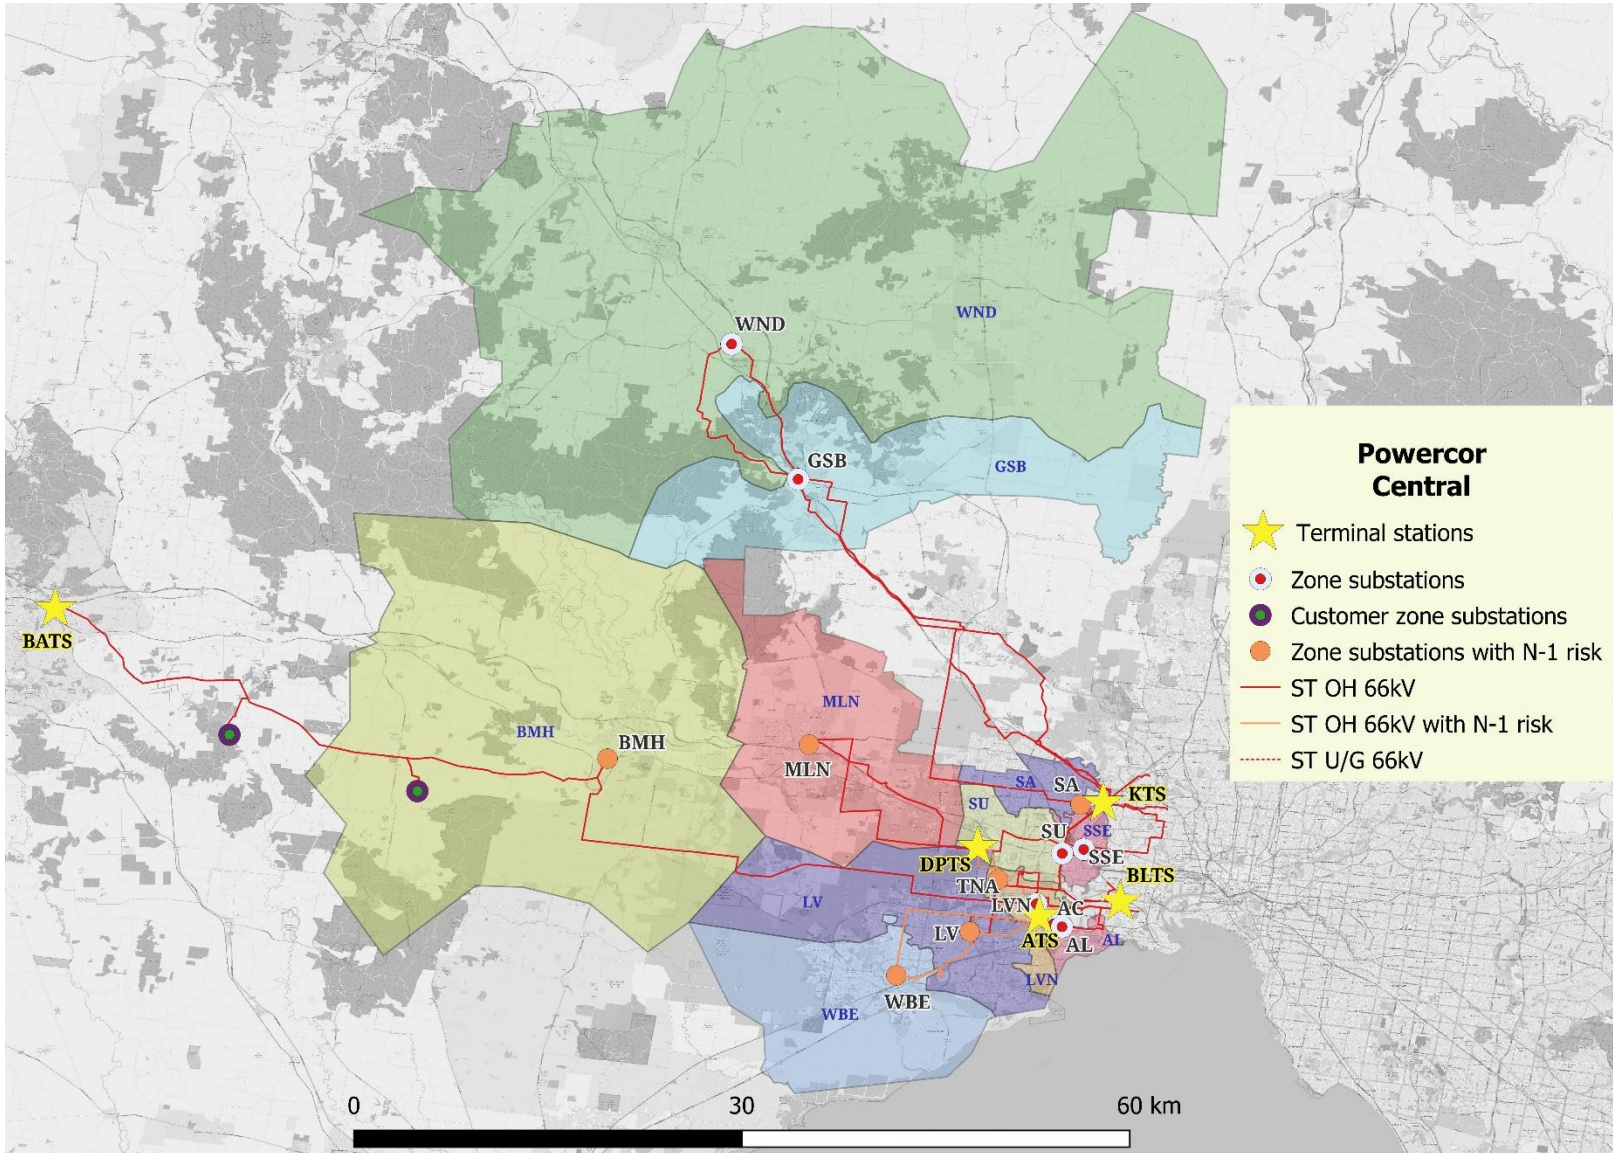 WND
WND
GSB
GSB
Powercor
Central
Terminal stations
Zone substations
Customer zone substations
Zone substations with N-1 risk
ST OH 66kV
ST OH 66kV with N-1 risk
ST U/G 66kV
BATS
BMH
BMH
MLN
MLN
SA
SA
KTS
SU
SU
SSE
SSE
DPTS
TNA
BLTS
LV
LVN
AC
LV
ATS
AL
AL
LVN
WBE
WBE
0
30
60 km